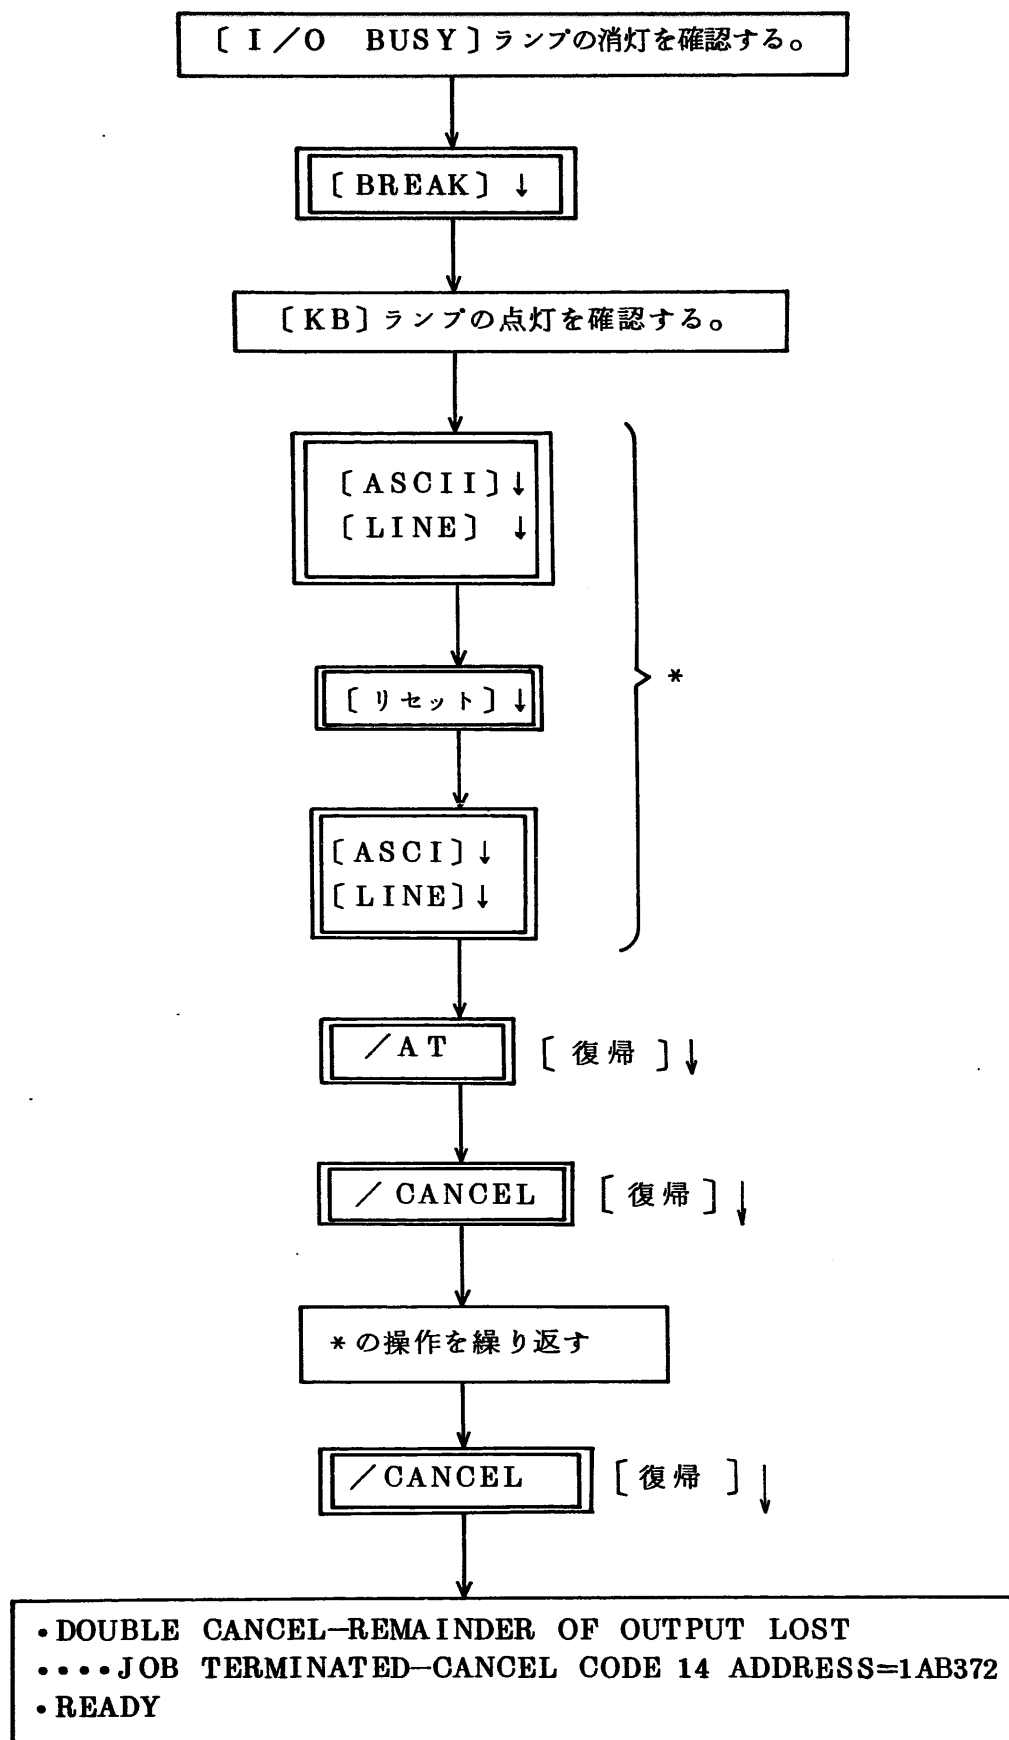 〔I／O BUSY〕ランプの消灯を確認する。
〔BREAK〕↓
〔KB〕ランプの点灯を確認する。
〔ASCII〕↓
〔LINE〕↓
〔リセット〕↓
*
〔ASCI〕↓
〔LINE〕↓
／AT 〔復帰〕↓
／CANCEL 〔復帰〕↓
*の操作を繰り返す
／CANCEL 〔復帰〕↓
•DOUBLE CANCEL—REMAINDER OF OUTPUT LOST
••••JOB TERMINATED—CANCEL CODE 14 ADDRESS=1AB372
•READY